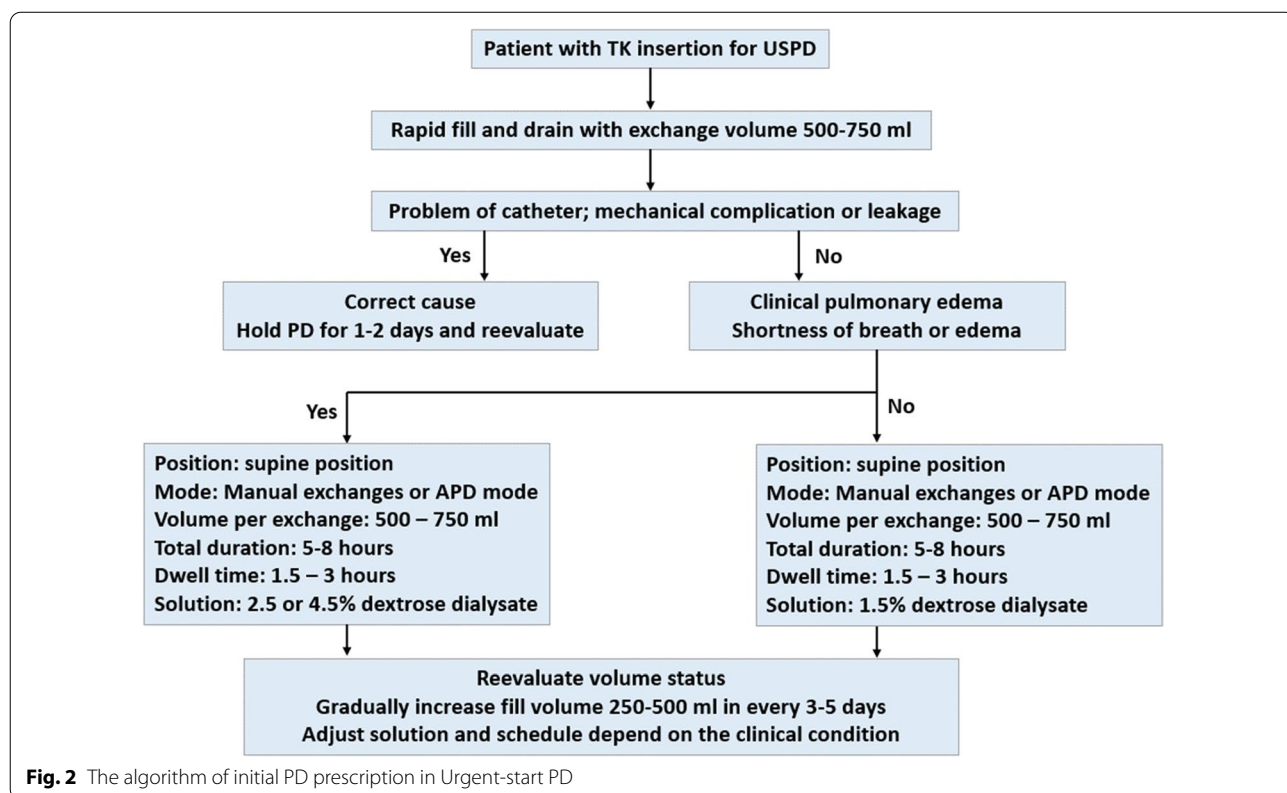 Patient with TK insertion for USPD
Rapid fill and drain with exchange volume 500-750 ml
Problem of catheter; mechanical complication or leakage
Yes
No
Correct cause
Hold PD for 1-2 days and reevaluate
Clinical pulmonary edema
Shortness of breath or edema
Yes
No
Position: supine position
Mode: Manual exchanges or APD mode
Volume per exchange: 500 – 750 ml
Total duration: 5-8 hours
Dwell time: 1.5 – 3 hours
Solution: 2.5 or 4.5% dextrose dialysate
Position: supine position
Mode: Manual exchanges or APD mode
Volume per exchange: 500 – 750 ml
Total duration: 5-8 hours
Dwell time: 1.5 – 3 hours
Solution: 1.5% dextrose dialysate
Reevaluate volume status
Gradually increase fill volume 250-500 ml in every 3-5 days
Adjust solution and schedule depend on the clinical condition
Fig. 2 The algorithm of initial PD prescription in Urgent-start PD